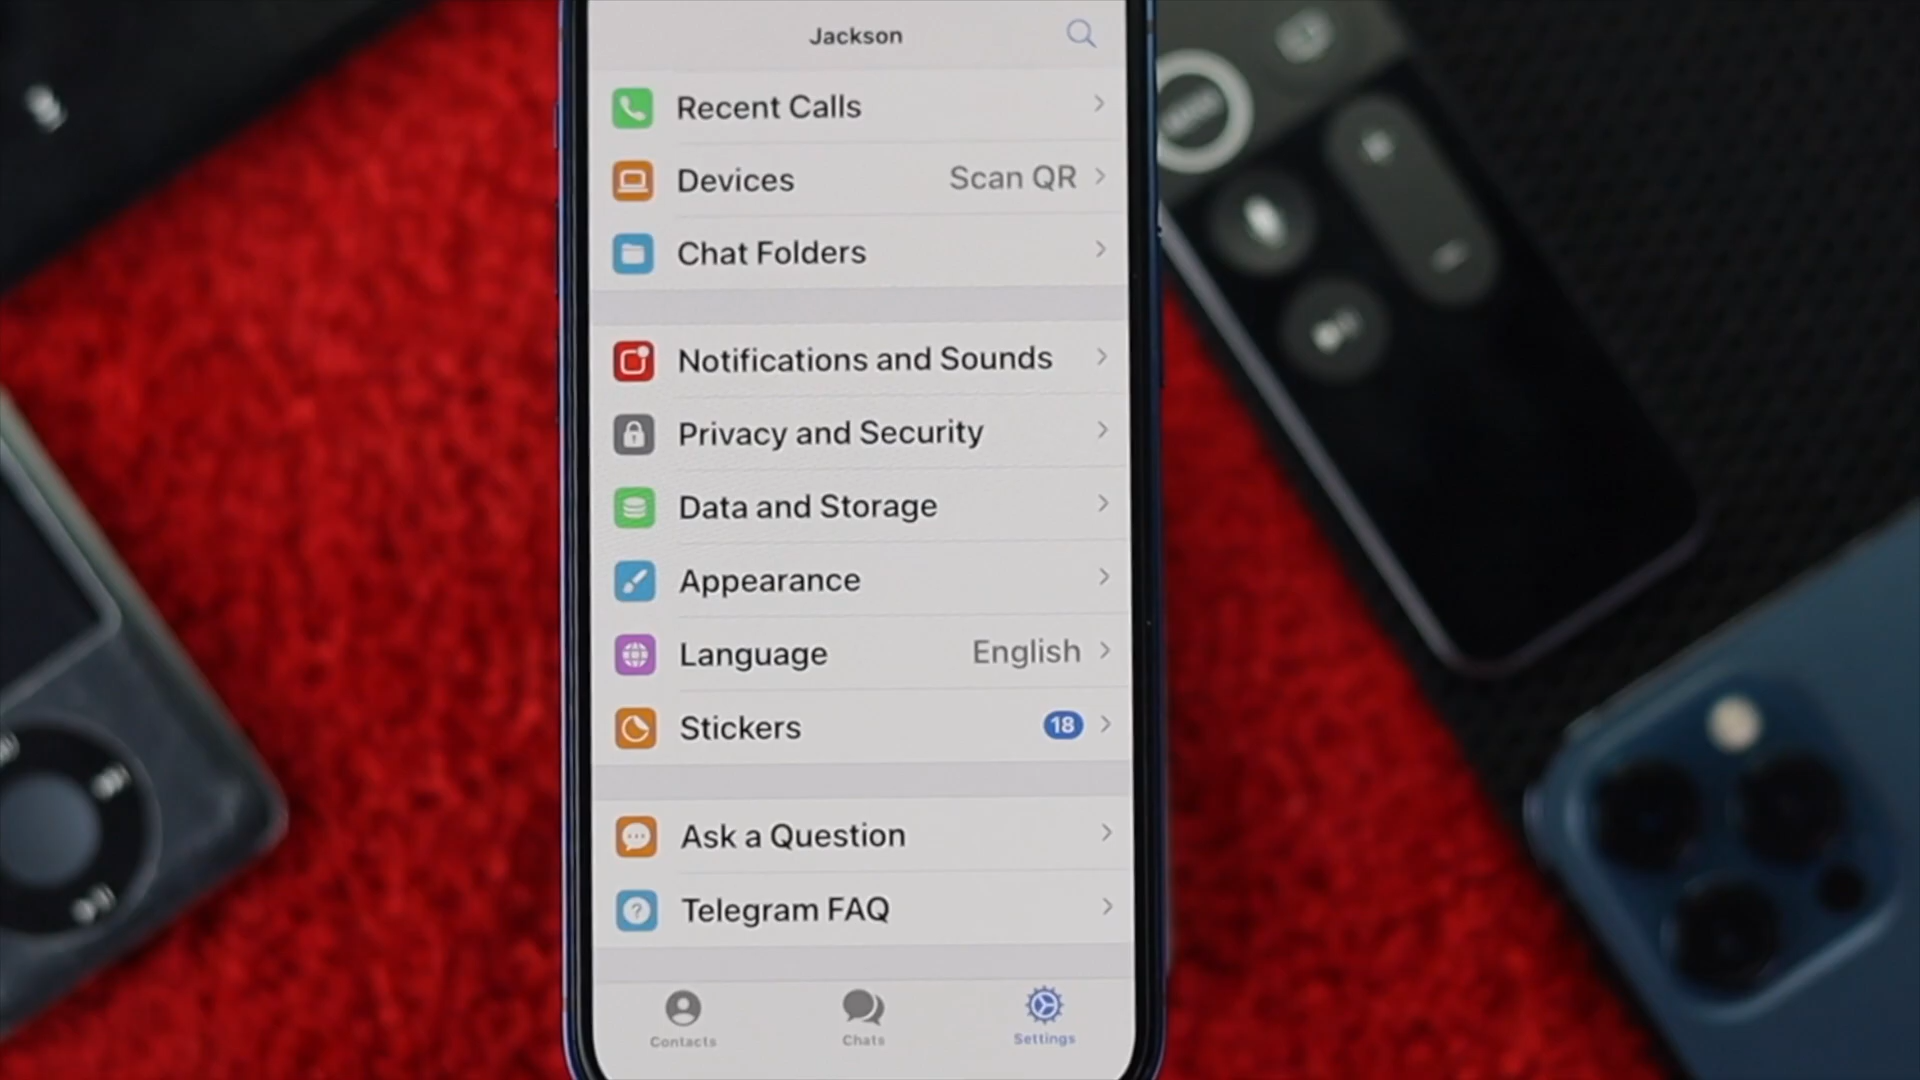 Jackson
Recent Calls
Devices Scan QR
Chat Folders
Notifications and Sounds
Privacy and Security
Data and Storage
Appearance
Language English
Stickers 18
Ask a Question
Telegram FAQ
Contacts Chats Settings